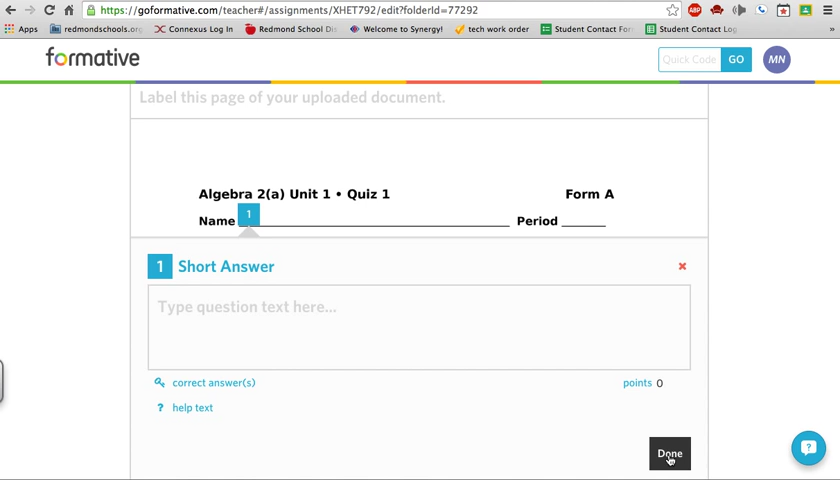 https://goformative.com/teacher#/assignments/XHET792/edit?folderId=77292
ABP
Apps redmondschools.org Connexus Log In Redmond School Dis Welcome to Synergy! tech work order Student Contact For Student Contact Log »
formative
Quick Code GO MN
Label this page of your uploaded document.
Algebra 2(a) Unit 1 • Quiz 1 Form A
1
Name Period
1 Short Answer
Type question text here...
correct answer(s) points 0
? help text
Done
?